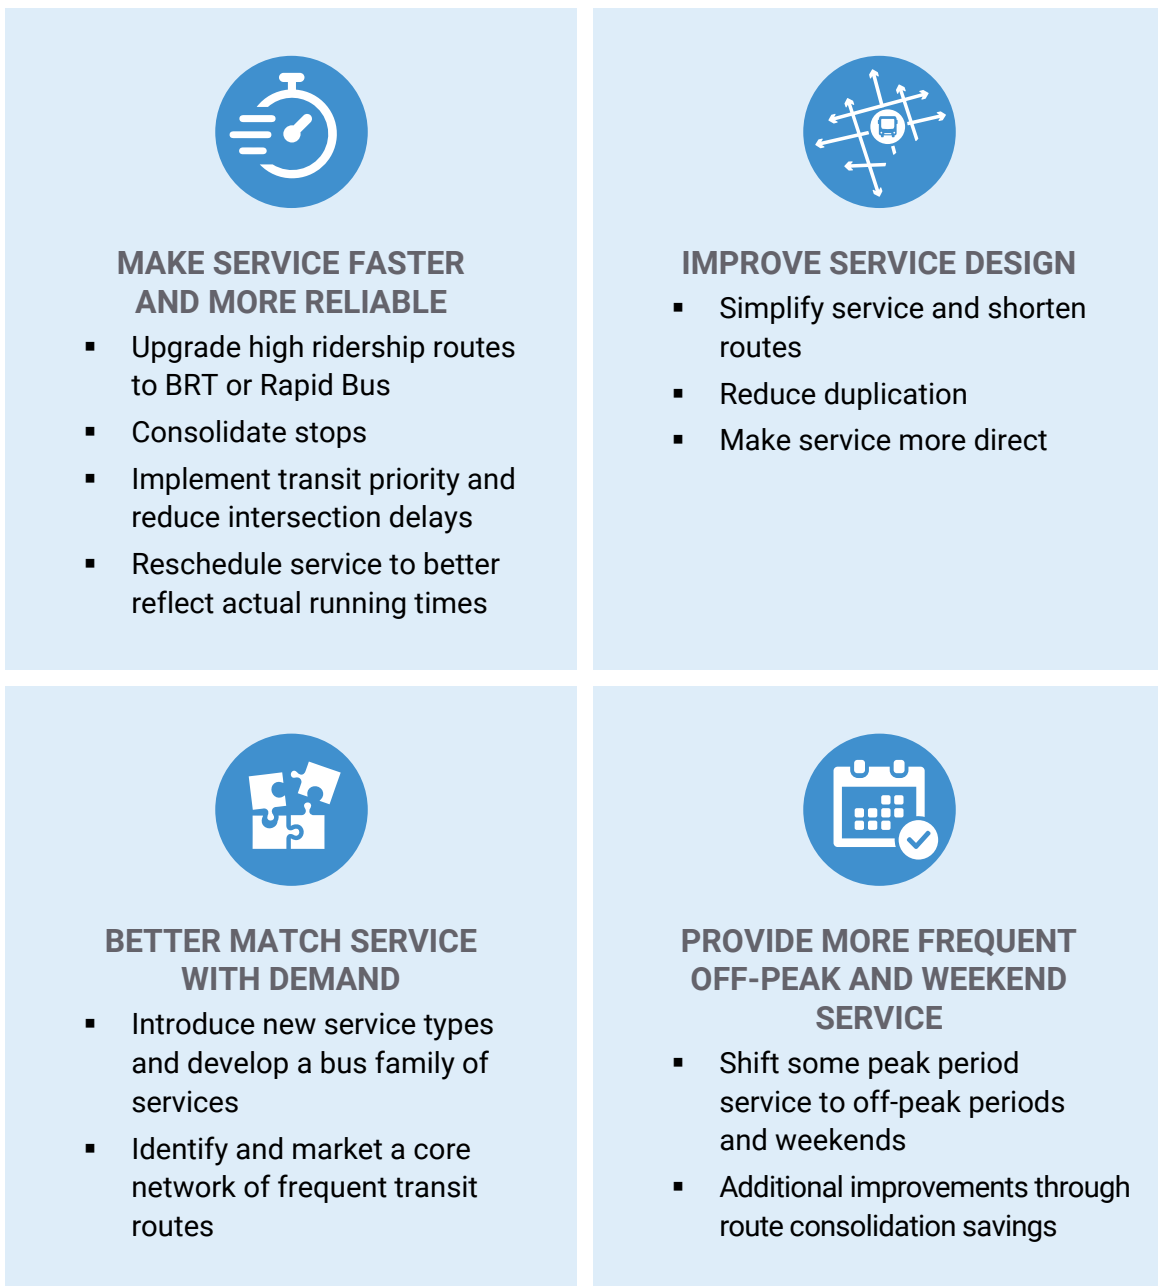 MAKE SERVICE FASTER
AND MORE RELIABLE
▪ Upgrade high ridership routes
to BRT or Rapid Bus
▪ Consolidate stops
▪ Implement transit priority and
reduce intersection delays
▪ Reschedule service to better
reflect actual running times
IMPROVE SERVICE DESIGN
▪ Simplify service and shorten
routes
▪ Reduce duplication
▪ Make service more direct
BETTER MATCH SERVICE
WITH DEMAND
▪ Introduce new service types
and develop a bus family of
services
▪ Identify and market a core
network of frequent transit
routes
PROVIDE MORE FREQUENT
OFF-PEAK AND WEEKEND
SERVICE
▪ Shift some peak period
service to off-peak periods
and weekends
▪ Additional improvements through
route consolidation savings